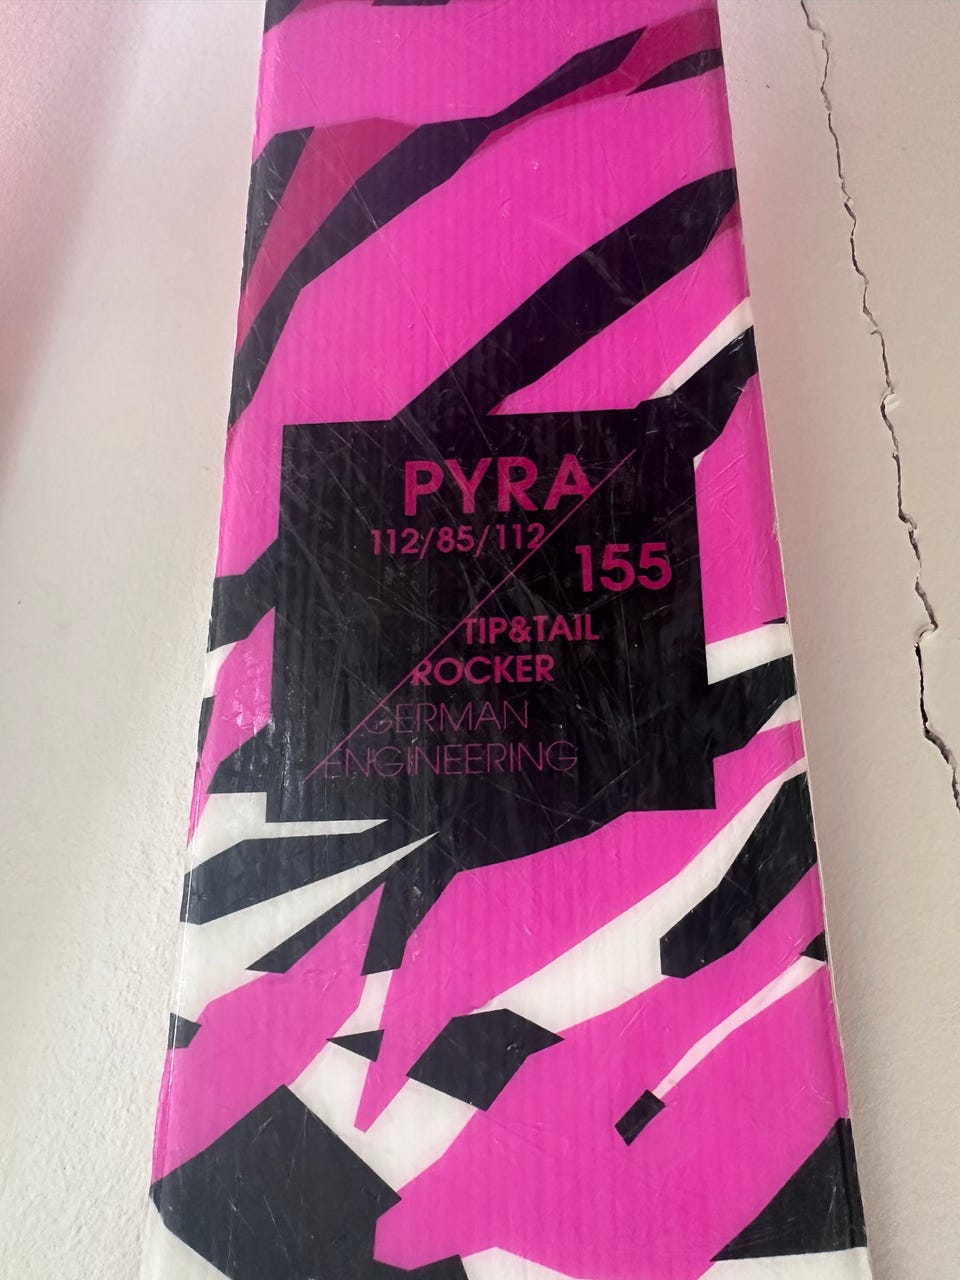 PYRA
112/85/112
155
TIP&TAIL
ROCKER
GERMAN
ENGINEERING